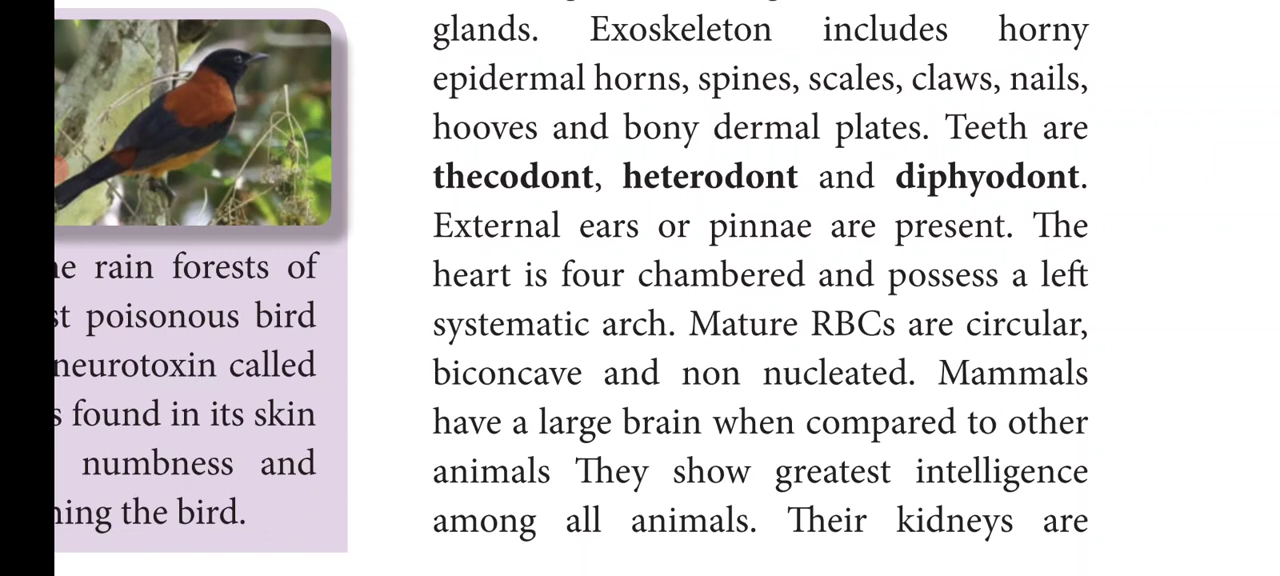 rain forests of
poisonous bird
neurotoxin called
found in its skin
numbness and
the bird.
glands. Exoskeleton includes horny
epidermal horns, spines, scales, claws, nails,
hooves and bony dermal plates. Teeth are
thecodont, heterodont and diphyodont.
External ears or pinnae are present. The
heart is four chambered and possess a left
systematic arch. Mature RBCs are circular,
biconcave and non nucleated. Mammals
have a large brain when compared to other
animals They show greatest intelligence
among all animals. Their kidneys are